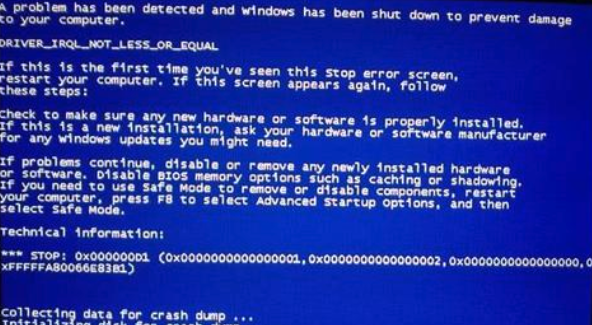 A problem has been detected and windows has been shut down to prevent damage
to your computer.
DRIVER_IRQL_NOT_LESS_OR_EQUAL
If this is the first time you've seen this Stop error screen,
restart your computer. If this screen appears again, follow
these steps:
Check to make sure any new hardware or software is properly installed.
If this is a new installation, ask your hardware or software manufacturer
for any windows updates you might need.
If problems continue, disable or remove any newly installed hardware
or software. Disable BIOS memory options such as caching or shadowing.
If you need to use Safe Mode to remove or disable components, restart
your computer, press F8 to select Advanced Startup Options, and then
select Safe Mode.
Technical information:
*** STOP: 0x000000D1 (0x0000000000000001,0x0000000000000002,0x0000000000000000,0
xFFFFFA80066E83B1)
Collecting data for crash dump ...
Initializing disk for crash